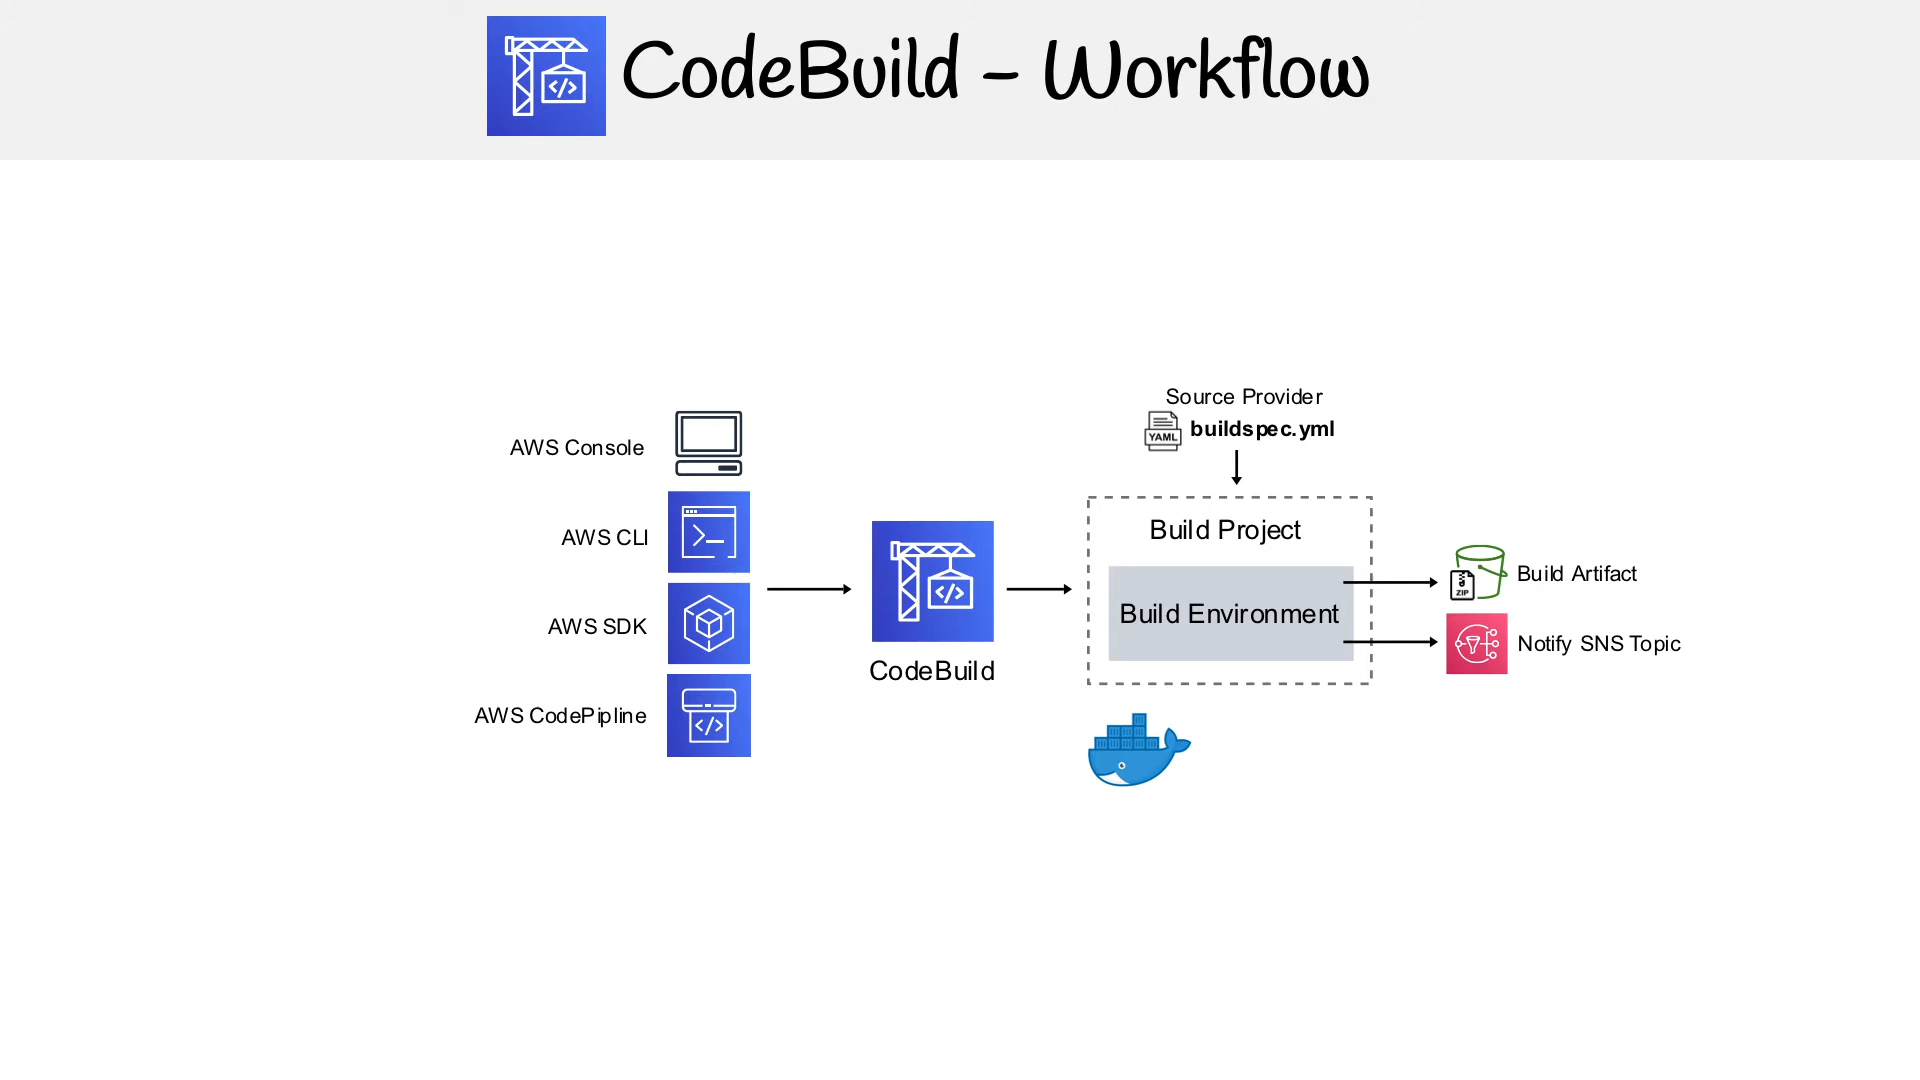 CodeBuild - Workflow
Source Provider
YAML buildspec.yml
AWS Console
AWS CLI
AWS SDK
AWS CodePipline
CodeBuild
Build Project
Build Environment
ZIP
Build Artifact
Notify SNS Topic